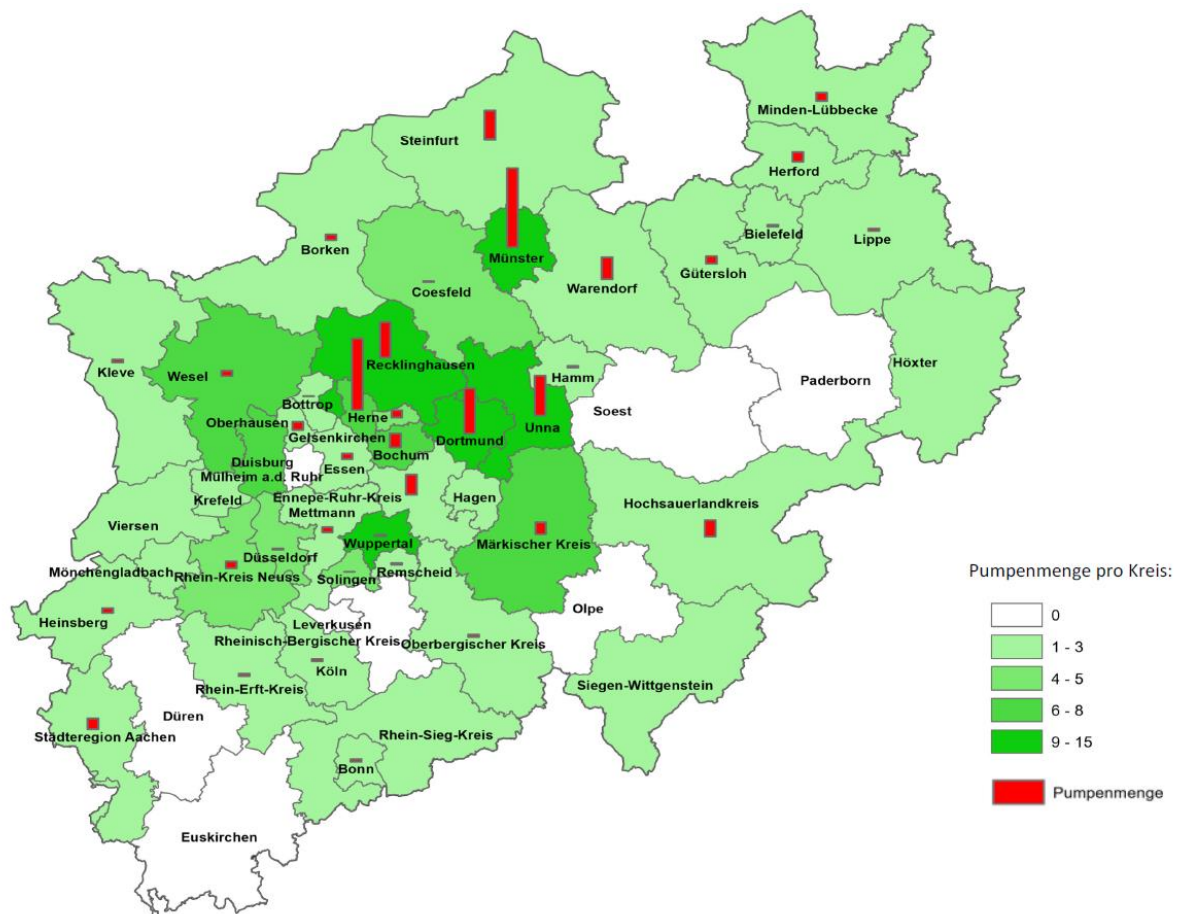 Minden-Lübbecke
Steinfurt
Herford
Bielefeld
Lippe
Borken
Münster
Gütersloh
Coesfeld
Warendorf
Höxter
Recklinghausen
Kleve
Wesel
Hamm
Paderborn
Bottrop
Soest
Herne
Oberhausen
Unna
Gelsenkirchen
Dortmund
Bochum
Duisburg
Essen
Mülheim a.d. Ruhr
Krefeld
Ennepe-Ruhr-Kreis
Hagen
Hochsauerlandkreis
Mettmann
Viersen
Wuppertal
Märkischer Kreis
Düsseldorf
Mönchengladbach
Rhein-Kreis Neuss
Solingen
Remscheid
Pumpenmenge pro Kreis:
Olpe
Heinsberg
Leverkusen
Rheinisch-Bergischer Kreis
Oberbergischer Kreis
0
1 - 3
4 - 5
6 - 8
9 - 15
Pumpenmenge
Köln
Rhein-Erft-Kreis
Siegen-Wittgenstein
Düren
Städteregion Aachen
Rhein-Sieg-Kreis
Bonn
Euskirchen